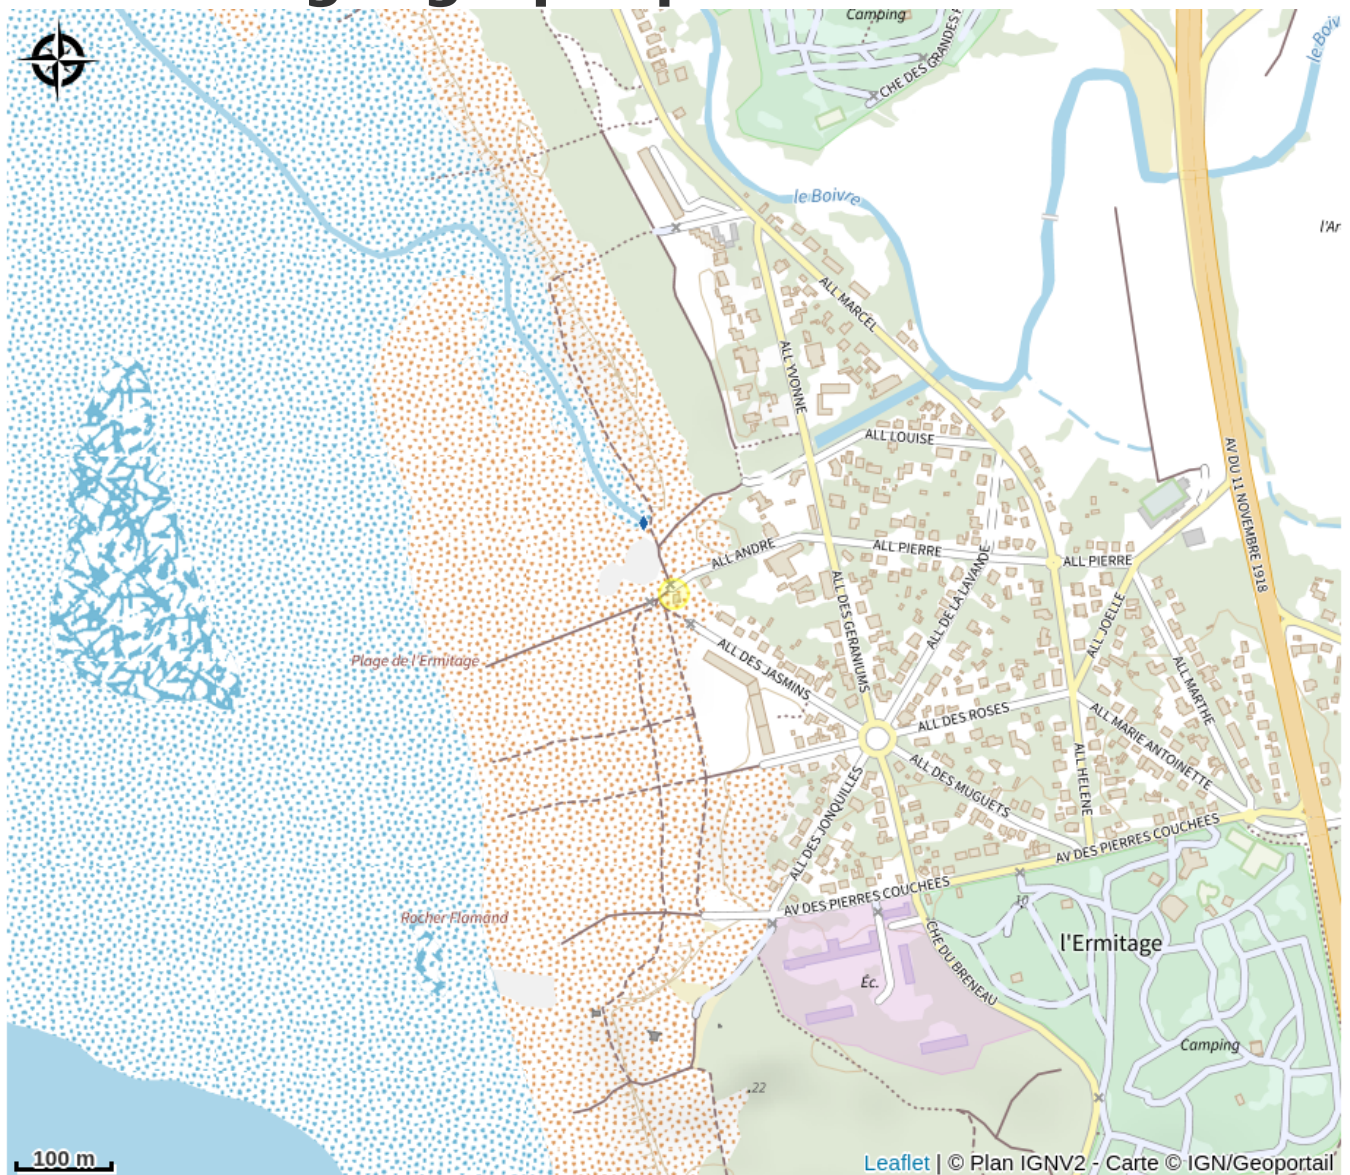 Camping
CHE DES GRANDES
le Boiv
le Boivre
l'Ar
ALL MARCEL
ALL YVONNE
ALL LOUISE
AV DU 11 NOVEMBRE 1918
ALL ANDRE
ALL PIERRE
ALL PIERRE
ALL DES GERANIUMS
ALL DE LA LAVANDE
ALL JOELLE
Plage de l'Ermitage
ALL DES JASMINS
ALL MARTHE
ALL DES ROSES
ALL MARIE ANTOINETTE
ALL HELENE
ALL DES MUGUETS
ALL DES JONQUILLES
AV DES PIERRES COUCHEES
AV DES PIERRES COUCHEES
Rocher Flamand
10
l'Ermitage
CHE DU BRENEAU
Éc.
Camping
22
100 m
Leaflet | © Plan IGNV2 - Carte © IGN/Geoportail